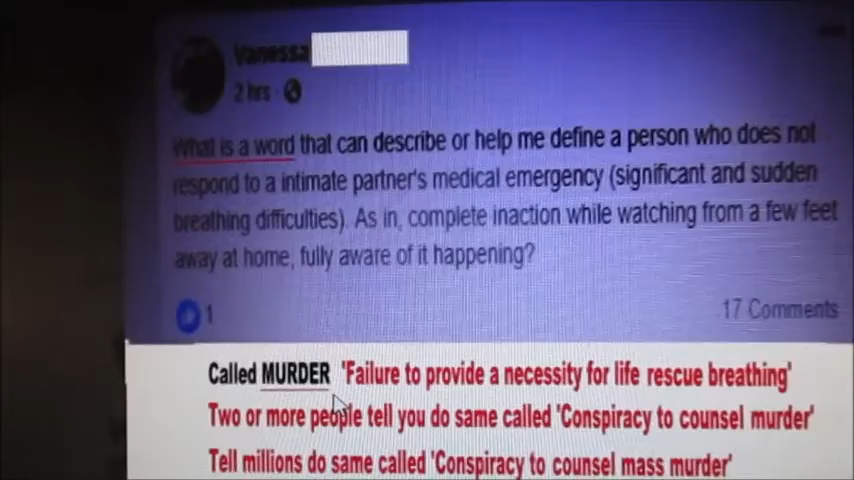 Vanessa
2 hrs
What is a word that can describe or help me define a person who does not
respond to a intimate partner's medical emergency (significant and sudden
breathing difficulties). As in, complete inaction while watching from a few feet
away at home, fully aware of it happening?
1
17 Comments
Called MURDER 'Failure to provide a necessity for life rescue breathing'
Two or more people tell you do same called 'Conspiracy to counsel murder'
Tell millions do same called 'Conspiracy to counsel mass murder'